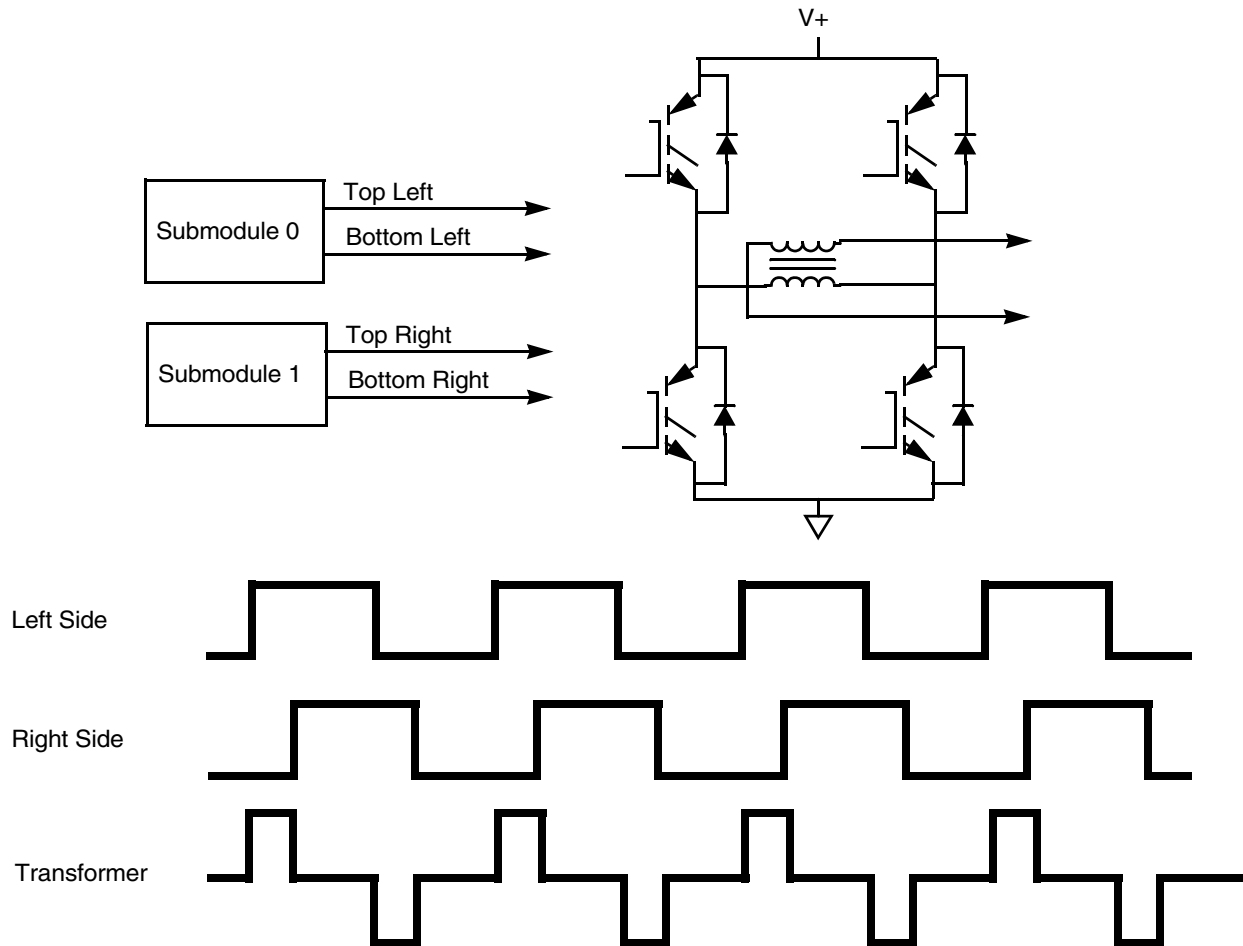 V+
Top Left
Submodule 0
Bottom Left
Top Right
Submodule 1
Bottom Right
Left Side
Right Side
Transformer